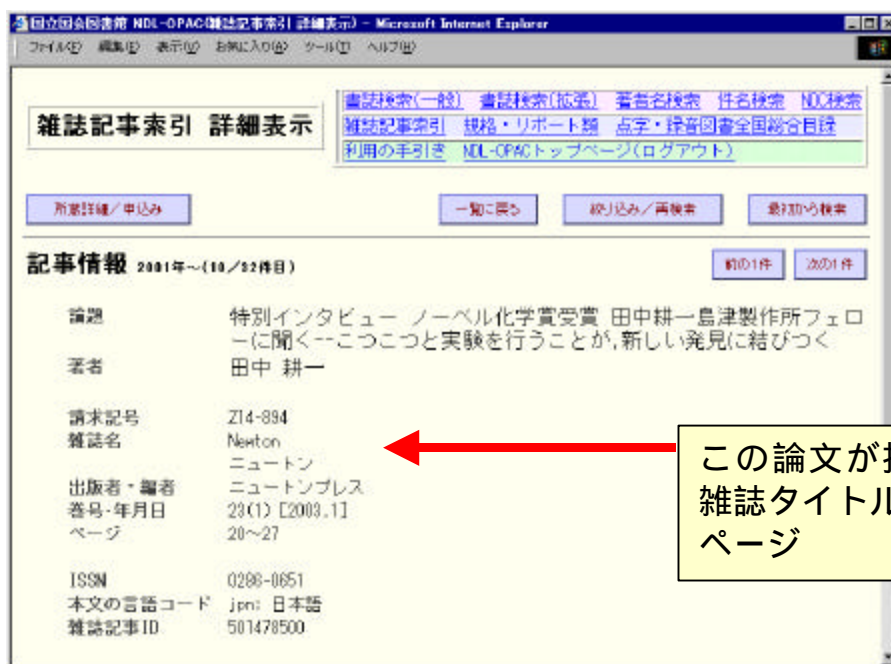 国立国会図書館 NDL-OPAC(雑誌記事索引 詳細表示) - Microsoft Internet Explorer
ファイル(F) 編集(E) 表示(V) お気に入り(A) ツール(T) ヘルプ(H)
雑誌記事索引 詳細表示
書誌検索(一般) 書誌検索(拡張) 著者名検索 件名検索 NDC検索
雑誌記事索引 規格・リポート類 点字・録音図書全国総合目録
利用の手引き NDL-OPACトップページ(ログアウト)
所蔵詳細/申込み 一覧に戻る 絞り込み/再検索 最初から検索
記事情報 2001年~(10/32件目) 前の1件 次の1件
論題 特別インタビュー ノーベル化学賞受賞 田中耕一島津製作所フェロ
ーに聞く--こつこつと実験を行うことが,新しい発見に結びつく
著者 田中 耕一
請求記号 Z14-894
雑誌名 Newton
ニュートン
出版者・編者 ニュートンプレス
巻号・年月日 23(1) [2003.1]
ページ 20~27
ISSN 0286-0651
本文の言語コード jpn: 日本語
雑誌記事ID 501478500
この論文が
雑誌タイトル
ページ